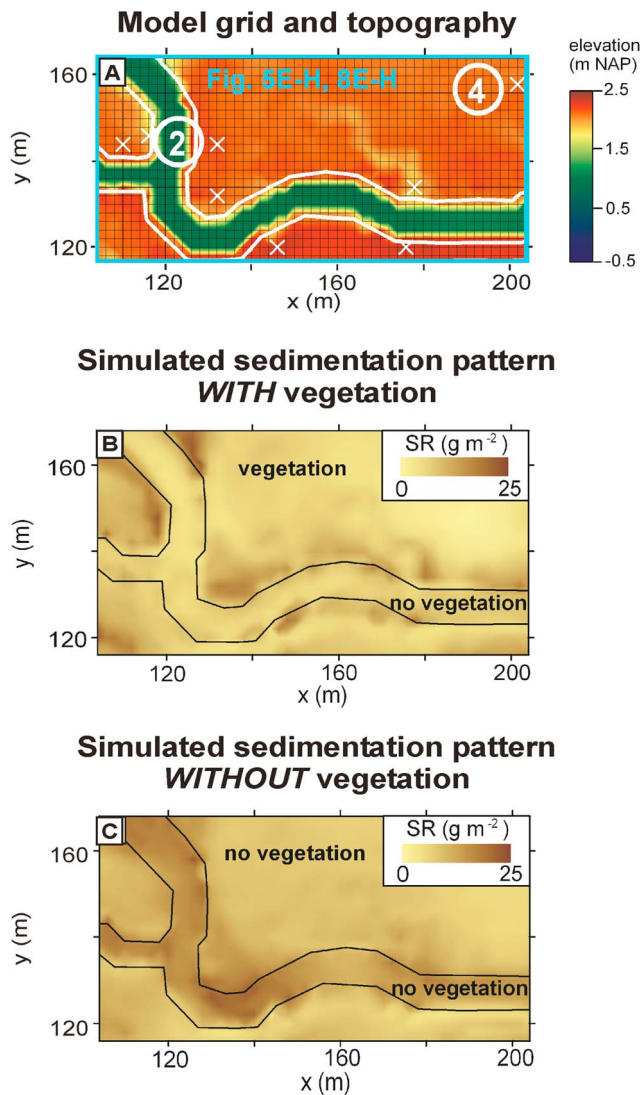 Model grid and topography
elevation
(m NAP)
160
A
Fig. 5E-H, 8E-H
4
2.5
2
y (m)
1.5
0.5
120
-0.5
120
160
200
x (m)
Simulated sedimentation pattern
WITH vegetation
B
SR (g m-2)
160
vegetation
0
25
y (m)
no vegetation
120
120
160
200
x (m)
Simulated sedimentation pattern
WITHOUT vegetation
C
SR (g m-2)
160
no vegetation
0
25
y (m)
no vegetation
120
120
160
200
x (m)